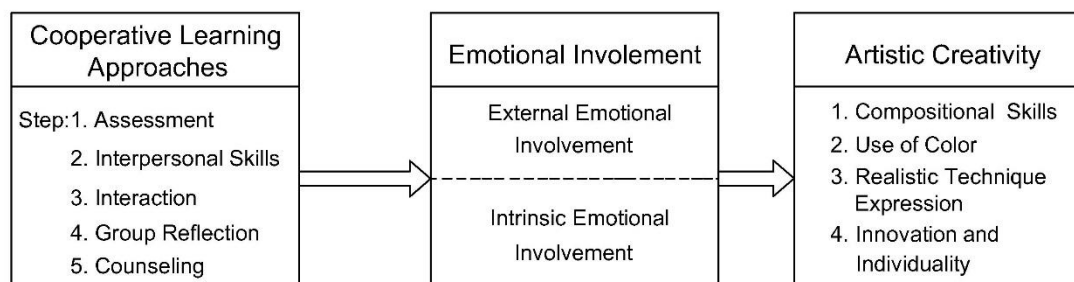 Cooperative Learning
Approaches
Step:1. Assessment
2. Interpersonal Skills
3. Interaction
4. Group Reflection
5. Counseling
Emotional Involement
External Emotional
Involvement
Intrinsic Emotional
Involvement
Artistic Creativity
1. Compositional Skills
2. Use of Color
3. Realistic Technique
Expression
4. Innovation and
Individuality